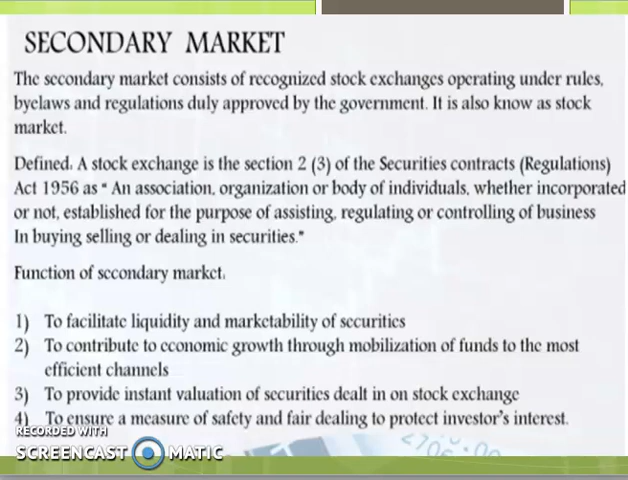 SECONDARY MARKET
The secondary market consists of recognized stock exchanges operating under rules,
byelaws and regulations duly approved by the government. It is also know as stock
market.
Defined: A stock exchange is the section 2 (3) of the Securities contracts (Regulations)
Act 1956 as “ An association, organization or body of individuals, whether incorporated
or not, established for the purpose of assisting, regulating or controlling of business
In buying selling or dealing in securities.”
Function of secondary market:
1) To facilitate liquidity and marketability of securities
2) To contribute to economic growth through mobilization of funds to the most
efficient channels
3) To provide instant valuation of securities dealt in on stock exchange
4) To ensure a measure of safety and fair dealing to protect investor's interest.
RECORDED WITH
SCREENCAST MATIC